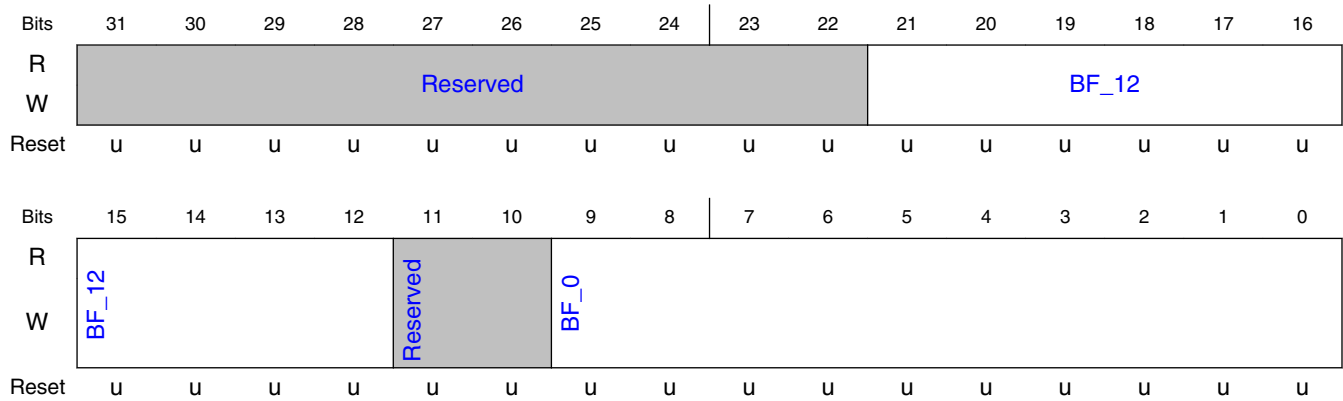 Bits 31 30 29 28 27 26 25 24 23 22 21 20 19 18 17 16
R
Reserved BF_12
W
Reset u u u u u u u u u u u u u u u u
Bits 15 14 13 12 11 10 9 8 7 6 5 4 3 2 1 0
R
BF_12 Reserved BF_0
W
Reset u u u u u u u u u u u u u u u u